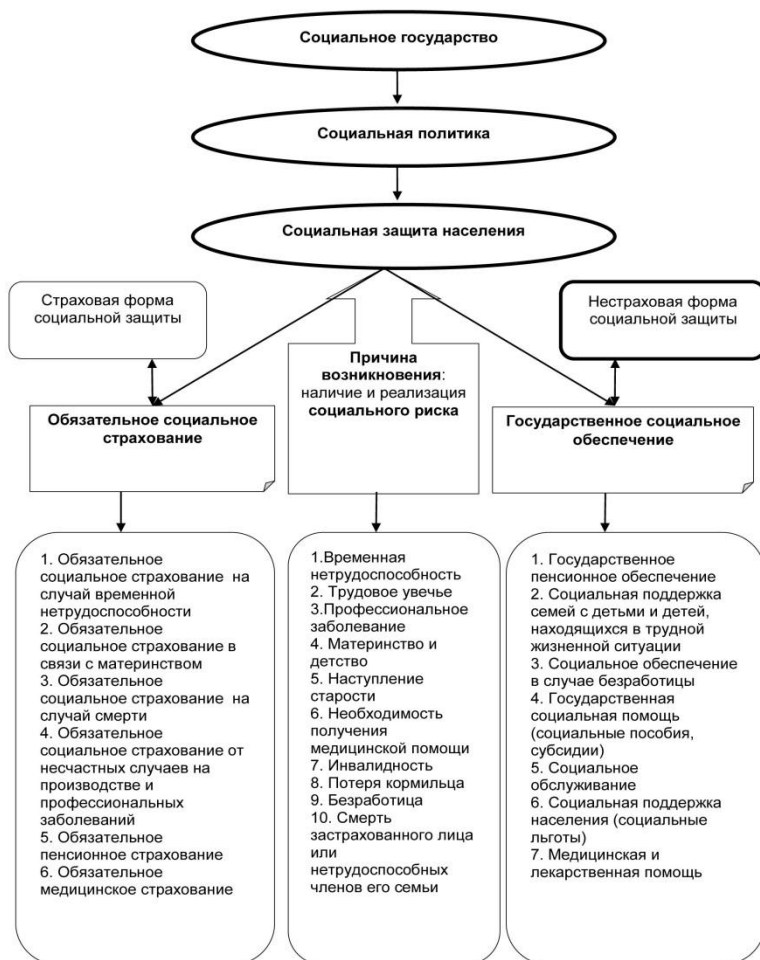 Социальное государство
Социальная политика
Социальная защита населения
Страховая форма
социальной защиты
Нестраховая форма
социальной защиты
Причина
возникновения:
наличие и реализация
социального риска
Обязательное социальное
страхование
Государственное социальное
обеспечение
1. Обязательное
социальное страхование на
случай временной
нетрудоспособности
2. Обязательное
социальное страхование в
связи с материнством
3. Обязательное
социальное страхование на
случай смерти
4. Обязательное
социальное страхование от
несчастных случаев на
производстве и
профессиональных
заболеваний
5. Обязательное
пенсионное страхование
6. Обязательное
медицинское страхование
1.Временная
нетрудоспособность
2. Трудовое увечье
3.Профессиональное
заболевание
4. Материнство и
детство
5. Наступление
старости
6. Необходимость
получения
медицинской помощи
7. Инвалидность
8. Потеря кормильца
9. Безработица
10. Смерть
застрахованного лица
или
нетрудоспособных
членов его семьи
1. Государственное
пенсионное обеспечение
2. Социальная поддержка
семей с детьми и детей,
находящихся в трудной
жизненной ситуации
3. Социальное обеспечение
в случае безработицы
4. Государственная
социальная помощь
(социальные пособия,
субсидии)
5. Социальное
обслуживание
6. Социальная поддержка
населения (социальные
льготы)
7. Медицинская и
лекарственная помощь